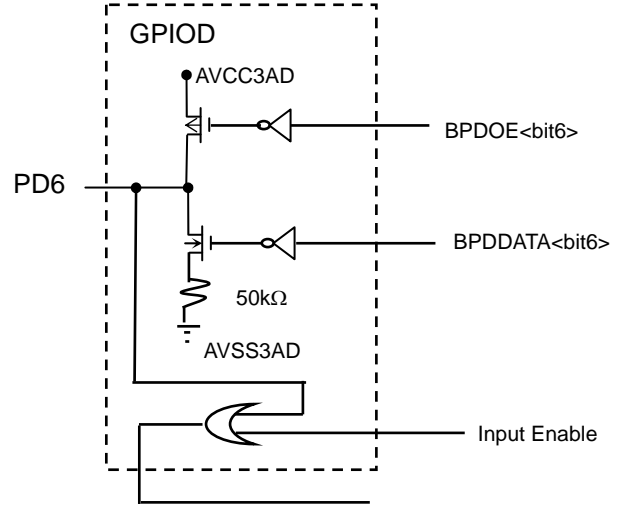 GPIOD
AVCC3AD
BPDOE<bit6>
PD6
BPDDATA<bit6>
50kΩ
AVSS3AD
Input Enable